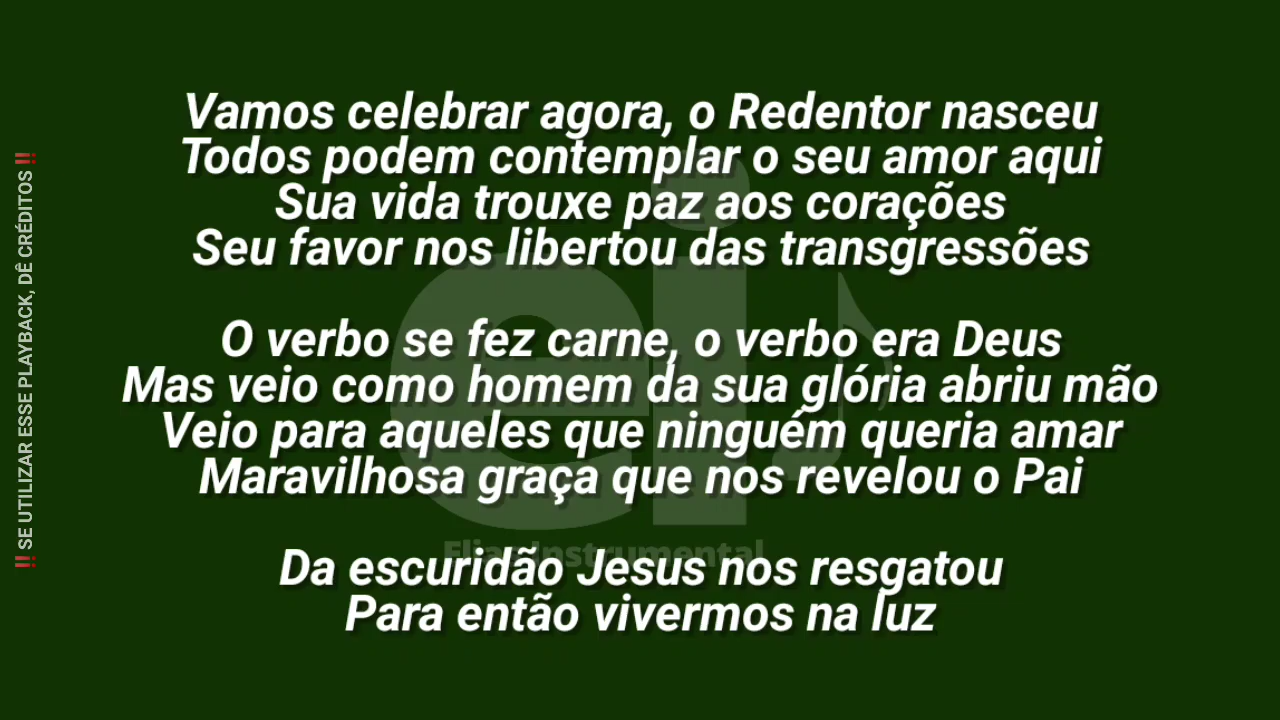 Vamos celebrar agora, o Redentor nasceu
Todos podem contemplar o seu amor aqui
Sua vida trouxe paz aos corações
Seu favor nos libertou das transgressões
O verbo se fez carne, o verbo era Deus
Mas veio como homem da sua glória abriu mão
Veio para aqueles que ninguém queria amar
Maravilhosa graça que nos revelou o Pai
Da escuridão Jesus nos resgatou
Para então vivermos na luz
‼ SE UTILIZAR ESSE PLAYBACK, DÊ CRÉDITOS ‼
ei
Elias Instrumental